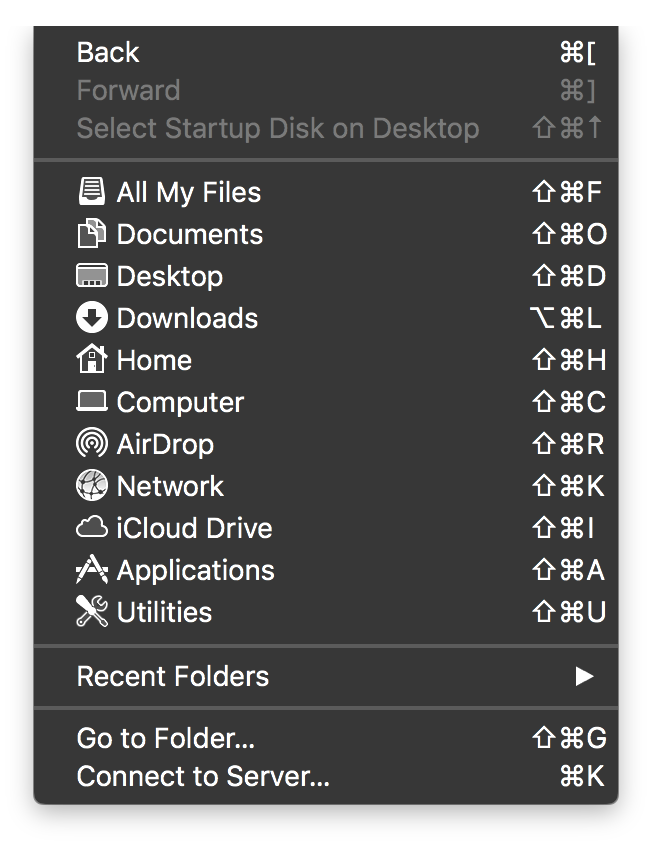 Back ⌘[
Forward ⌘]
Select Startup Disk on Desktop ⇧⌘↑
All My Files ⇧⌘F
Documents ⇧⌘O
Desktop ⇧⌘D
Downloads ⌥⌘L
Home ⇧⌘H
Computer ⇧⌘C
AirDrop ⇧⌘R
Network ⇧⌘K
iCloud Drive ⇧⌘I
Applications ⇧⌘A
Utilities ⇧⌘U
Recent Folders ▶
Go to Folder... ⇧⌘G
Connect to Server... ⌘K